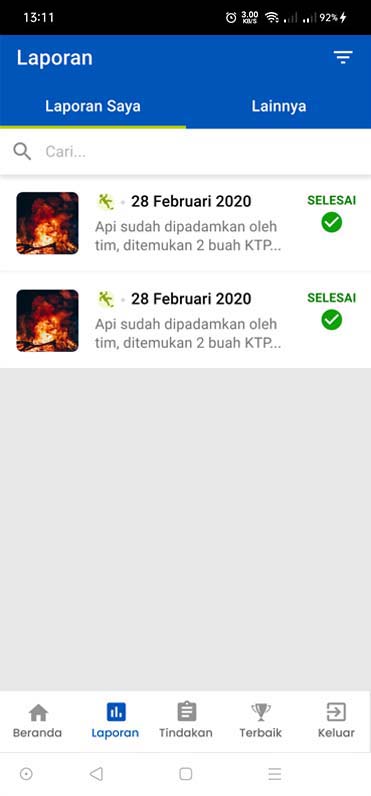 13:11
3.00
KB/S
92%
Laporan
Laporan Saya
Lainnya
Cari...
28 Februari 2020
SELESAI
Api sudah dipadamkan oleh
tim, ditemukan 2 buah KTP...
28 Februari 2020
SELESAI
Api sudah dipadamkan oleh
tim, ditemukan 2 buah KTP...
Beranda
Laporan
Tindakan
Terbaik
Keluar